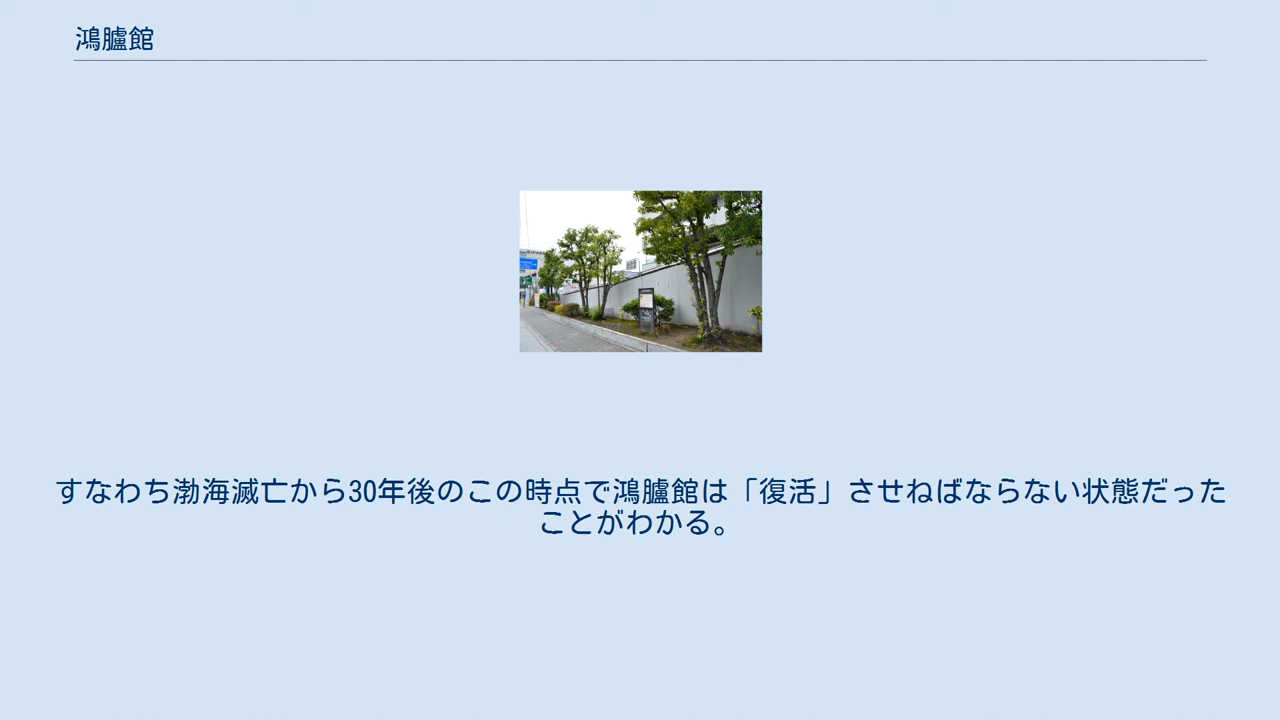 鴻臚館
すなわち渤海滅亡から30年後のこの時点で鴻臚館は「復活」させねばならない状態だった
ことがわかる。